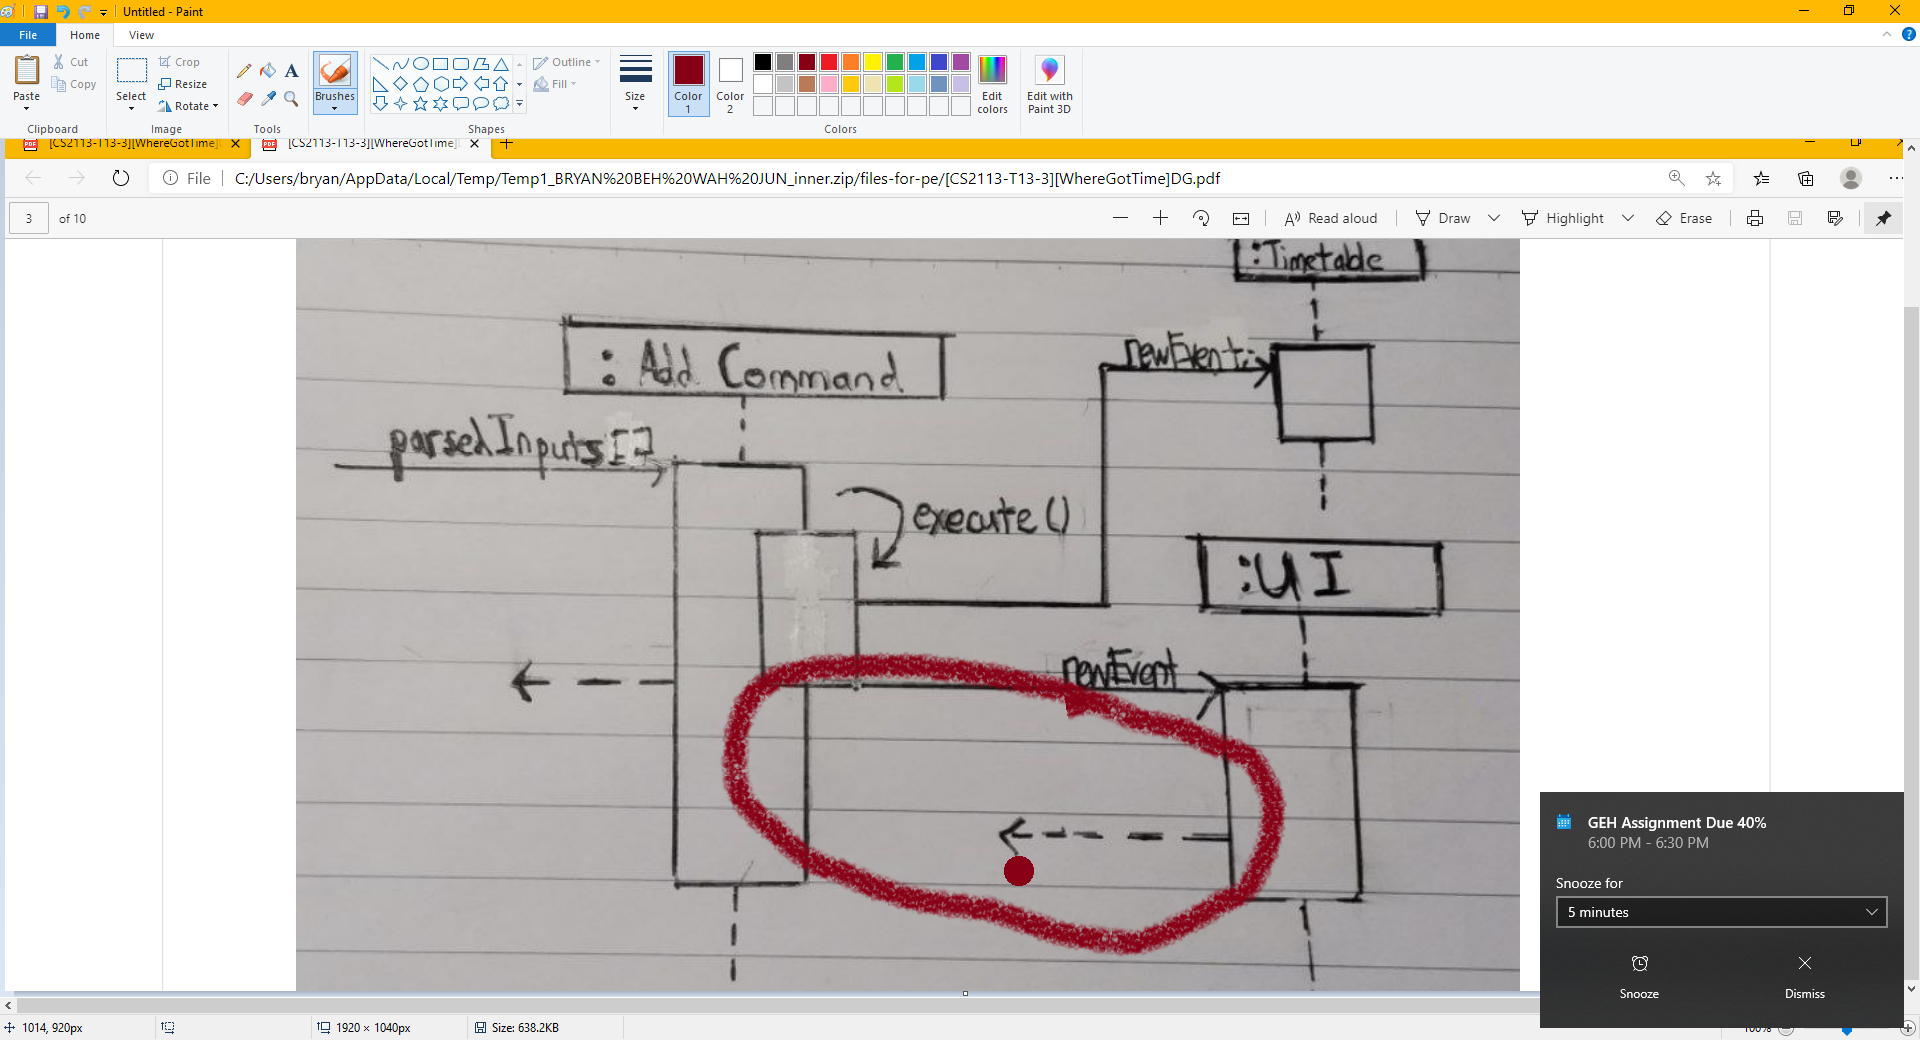 Untitled - Paint
File Home View
Paste
Cut
Copy
Clipboard
Select
Crop
Resize
Rotate
Image
A
Tools
Brushes
Outline
Fill
Shapes
Size
Color 1
Color 2
Edit colors
Colors
Edit with Paint 3D
PDF [CS2113-T13-3][WhereGotTime]
PDF [CS2113-T13-3][WhereGotTime]
File C:/Users/bryan/AppData/Local/Temp/Temp1_BRYAN%20BEH%20WAH%20JUN_inner.zip/files-for-pe/[CS2113-T13-3][WhereGotTime]DG.pdf
3 of 10
A Read aloud Draw Highlight Erase
:Timetable
: Add Command
newEvent
parsedInputs[]
execute()
:UI
newEvent
GEH Assignment Due 40%
6:00 PM - 6:30 PM
Snooze for
5 minutes
Snooze Dismiss
1014, 920px 1920 × 1040px Size: 638.2KB 100%